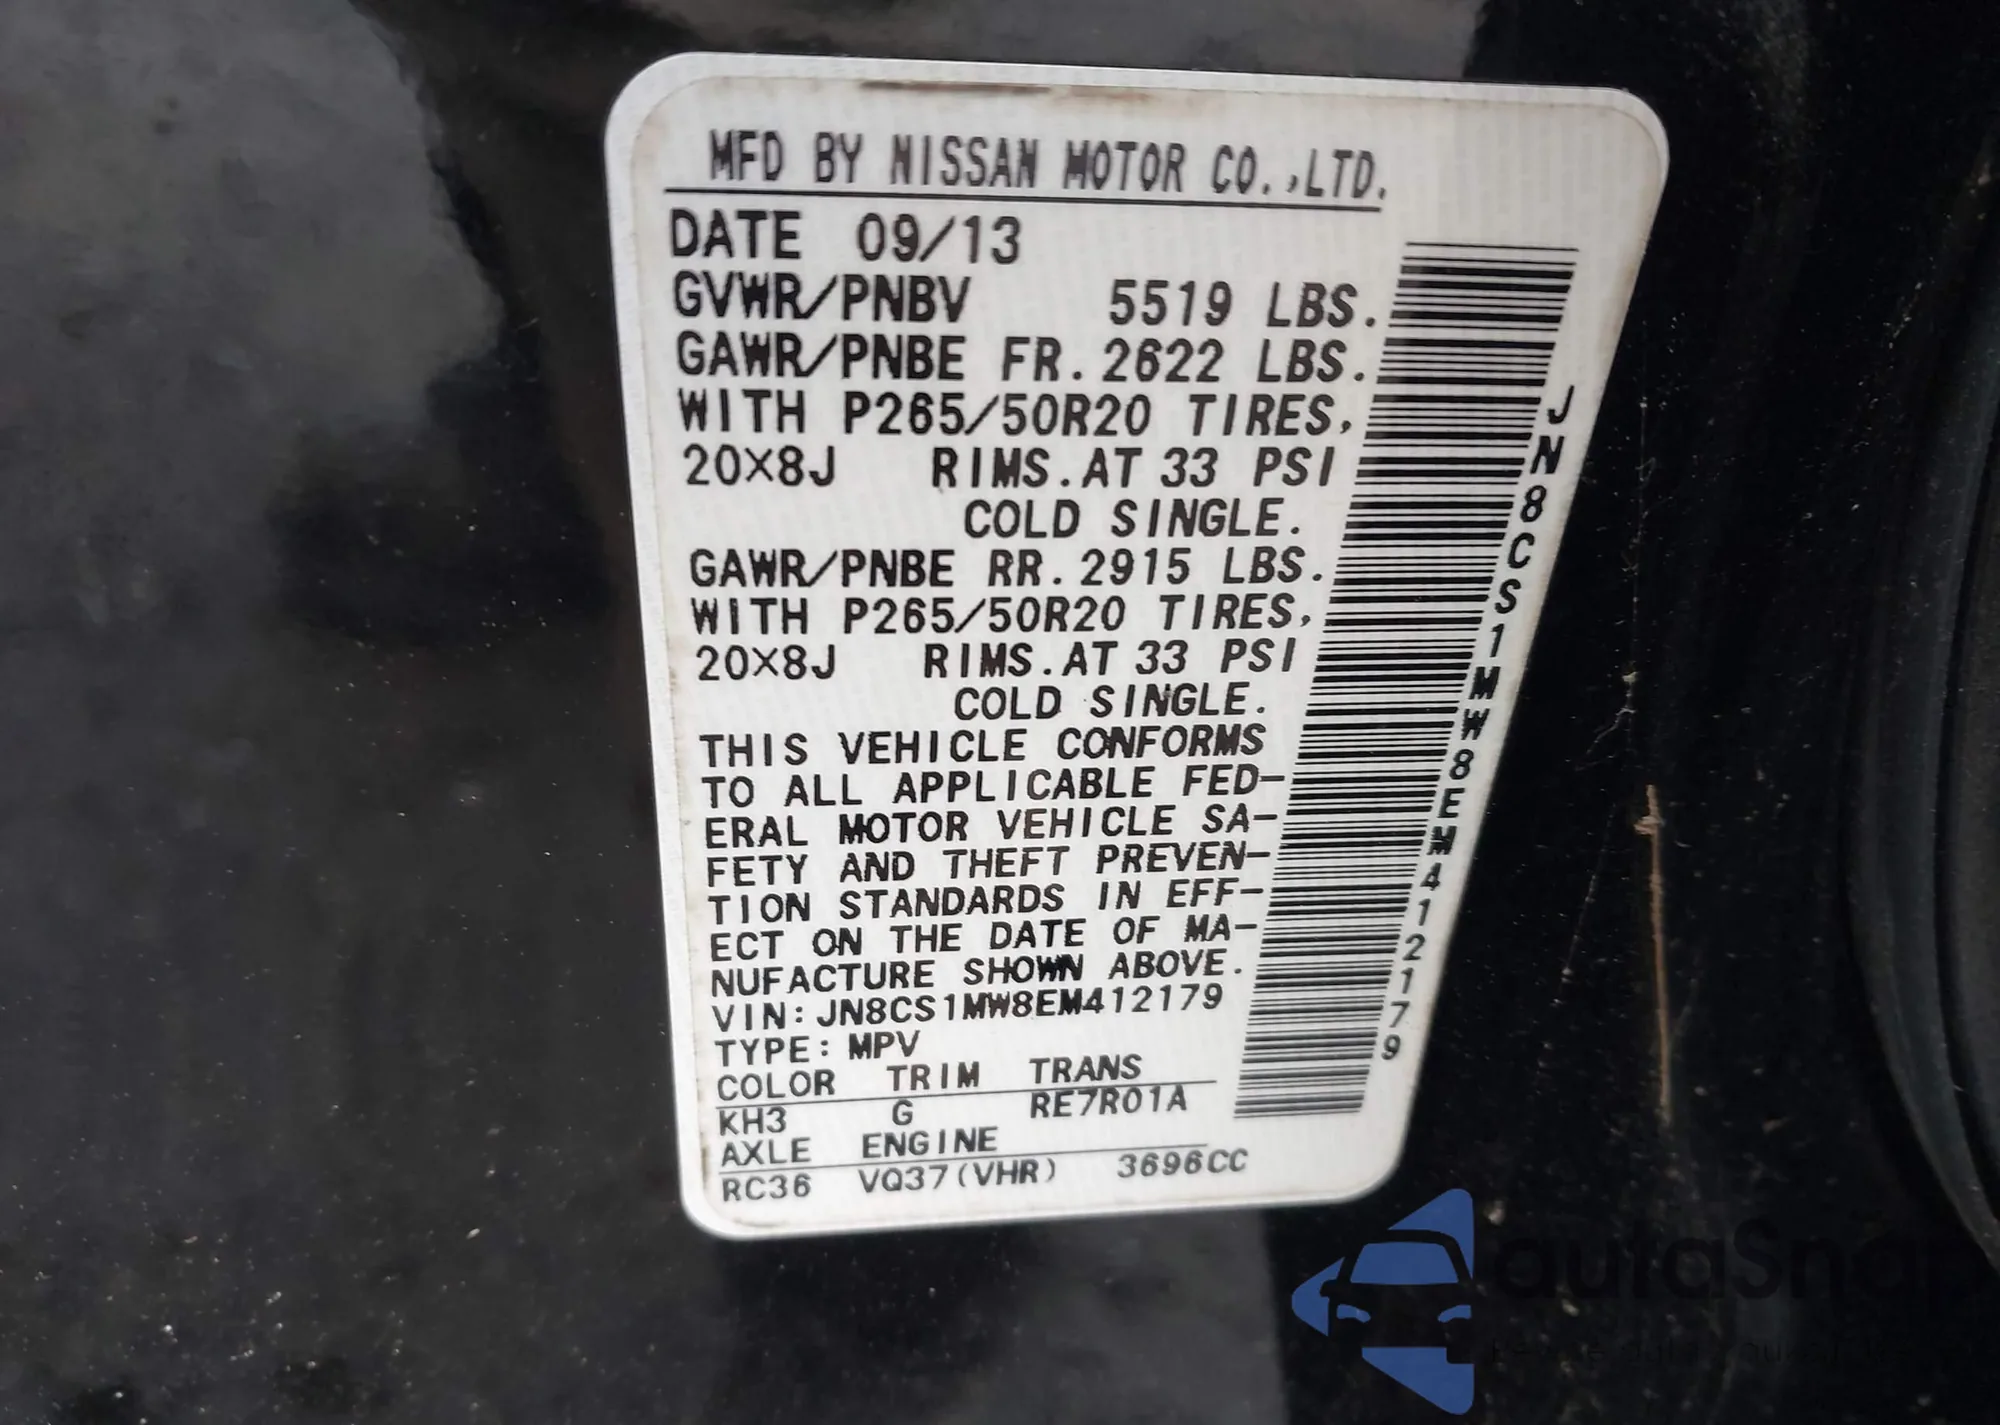 MFD BY NISSAN MOTOR CO.,LTD.
DATE 09/13
GVWR/PNBV 5519 LBS.
GAWR/PNBE FR. 2622 LBS.
WITH P265/50R20 TIRES,
20X8J RIMS. AT 33 PSI
COLD SINGLE.
GAWR/PNBE RR. 2915 LBS.
WITH P265/50R20 TIRES,
20X8J RIMS. AT 33 PSI
COLD SINGLE.
THIS VEHICLE CONFORMS
TO ALL APPLICABLE FED-
ERAL MOTOR VEHICLE SA-
FETY AND THEFT PREVEN-
TION STANDARDS IN EFF-
ECT ON THE DATE OF MA-
NUFACTURE SHOWN ABOVE.
VIN: JN8CS1MW8EM412179
TYPE: MPV
COLOR TRIM TRANS
KH3 G RE7R01A
AXLE ENGINE
RC36 VQ37(VHR) 3696CC
JN8CS1MW8EM412179
autoSnap